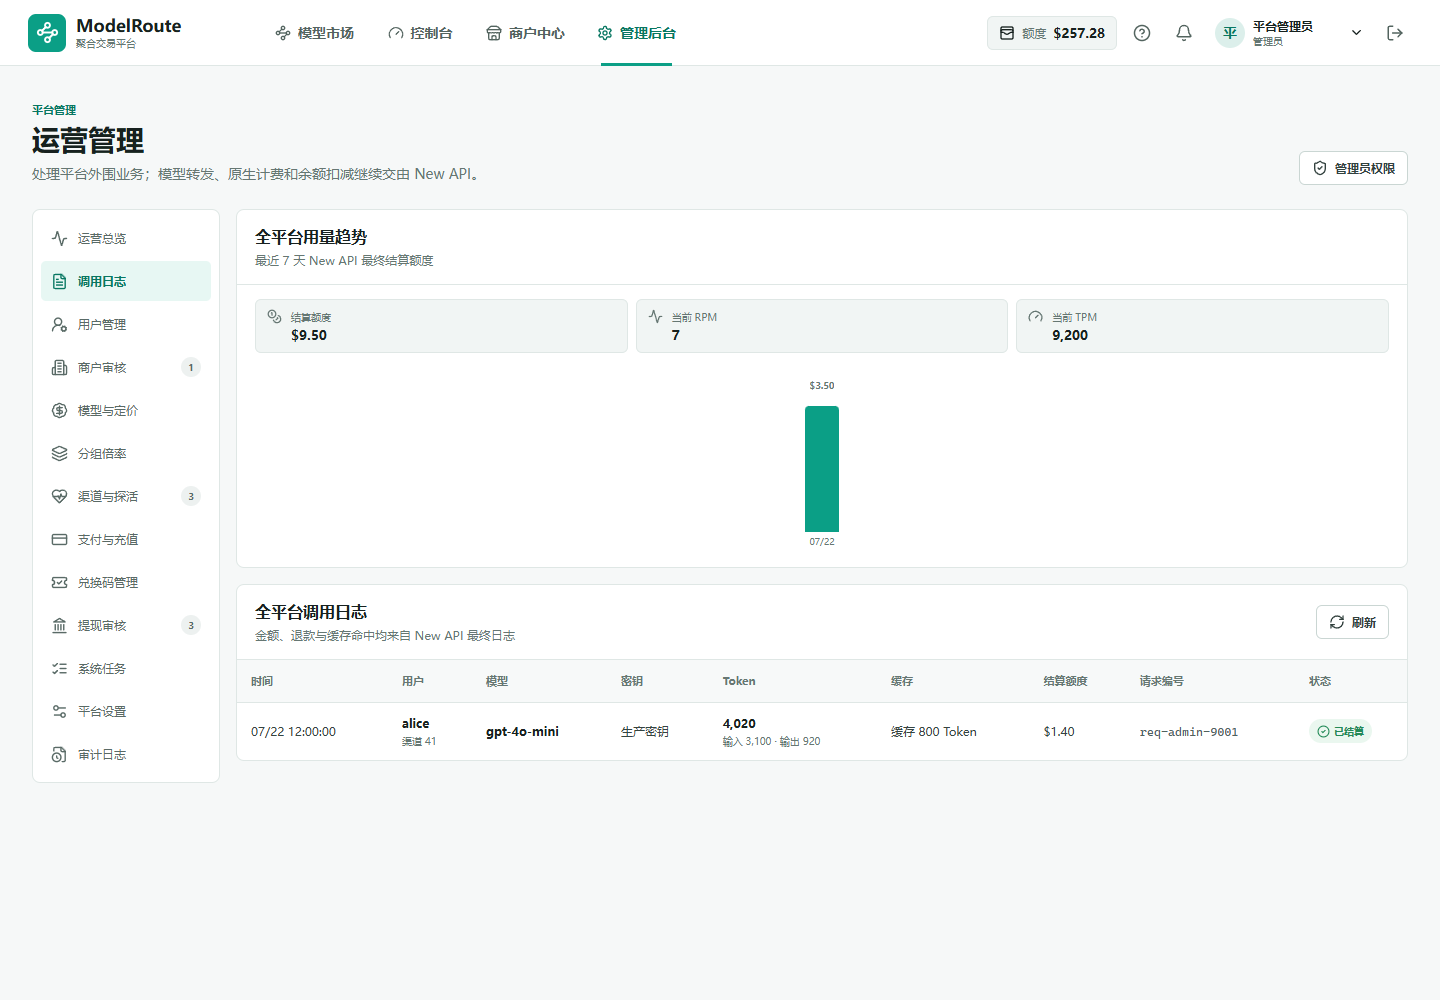 ModelRoute
聚合交易平台
模型市场
控制台
商户中心
管理后台
额度 $257.28
平
平台管理员
管理员
平台管理
运营管理
处理平台外围业务；模型转发、原生计费和余额扣减继续交由 New API。
管理员权限
运营总览
调用日志
用户管理
商户审核 1
模型与定价
分组倍率
渠道与探活 3
支付与充值
兑换码管理
提现审核 3
系统任务
平台设置
审计日志
全平台用量趋势
最近 7 天 New API 最终结算额度
结算额度
$9.50
当前 RPM
7
当前 TPM
9,200
$3.50
07/22
全平台调用日志
金额、退款与缓存命中均来自 New API 最终日志
刷新
时间 用户 模型 密钥 Token 缓存 结算额度 请求编号 状态
07/22 12:00:00 alice gpt-4o-mini 生产密钥 4,020 缓存 800 Token $1.40 req-admin-9001 已结算
渠道 41 输入 3,100 · 输出 920